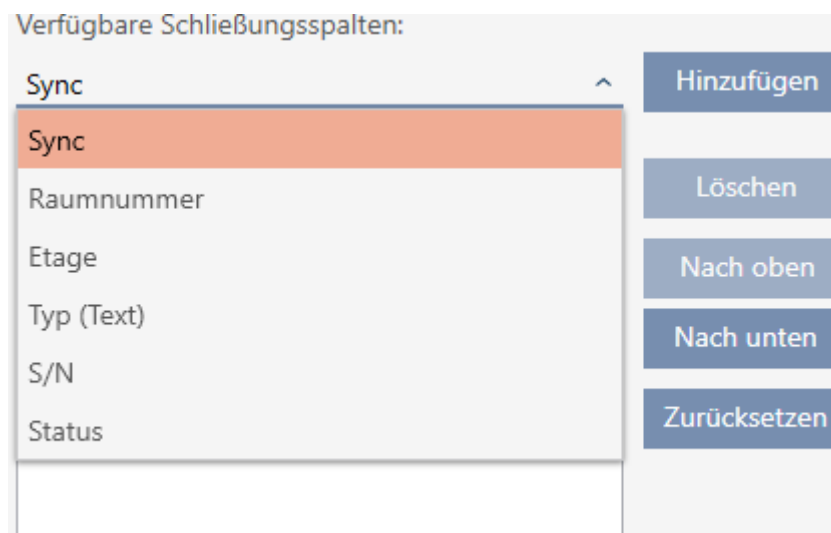 Verfügbare Schließungsspalten:
Sync
Hinzufügen
Sync
Raumnummer
Etage
Typ (Text)
S/N
Status
Löschen
Nach oben
Nach unten
Zurücksetzen